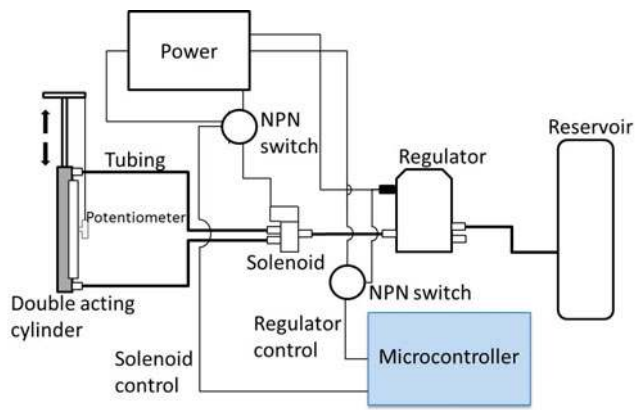 Power
NPN
switch
Reservoir
Tubing
Regulator
Potentiometer
Solenoid
Double acting
cylinder
NPN switch
Regulator
control
Solenoid
control
Microcontroller